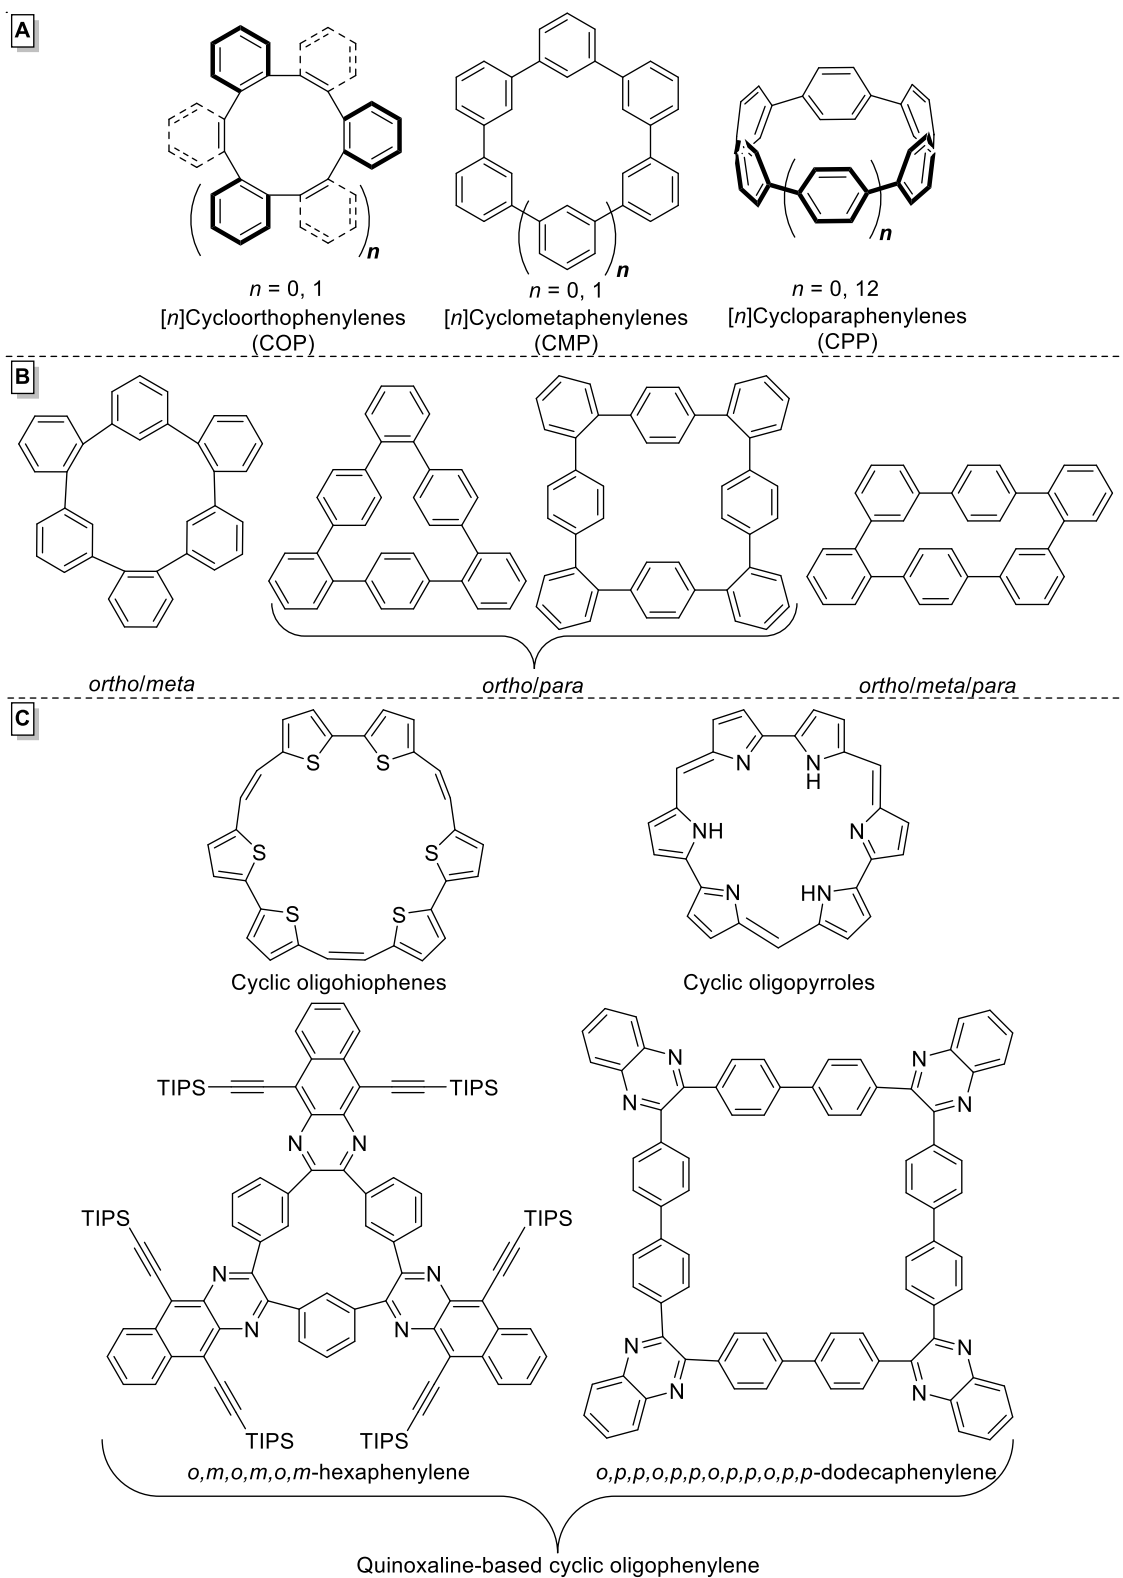 A
n
n
n
n = 0, 1
n = 0, 1
n = 0, 12
[n]Cycloorthophenylenes
(COP)
[n]Cyclometaphenylenes
(CMP)
[n]Cycloparaphenylenes
(CPP)
B
ortho/meta
ortho/para
ortho/meta/para
C
S
S
S
S
S
S
Cyclic oligohiophenes
N
N
H
NH
N
N
HN
Cyclic oligopyrroles
TIPS
TIPS
N
N
TIPS
TIPS
N
N
N
N
TIPS
TIPS
o,m,o,m,o,m-hexaphenylene
N
N
N
N
N
N
N
N
o,p,p,o,p,p,o,p,p,o,p,p-dodecaphenylene
Quinoxaline-based cyclic oligophenylene